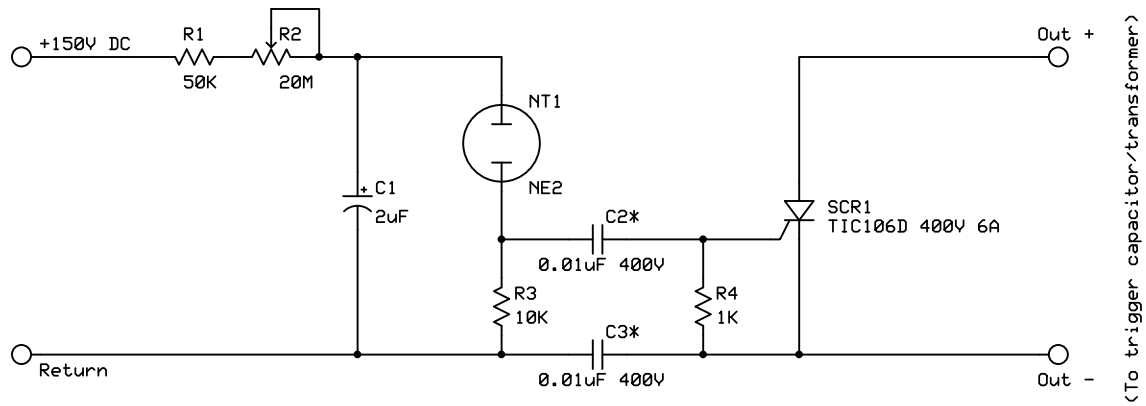 +150V DC
R1
50K
R2
20M
C1
+
2uF
NT1
NE2
C2*
0.01uF 400V
R3
10K
R4
1K
C3*
0.01uF 400V
SCR1
TIC106D 400V 6A
Out +
Out -
Return
(To trigger capacitor/transformer)